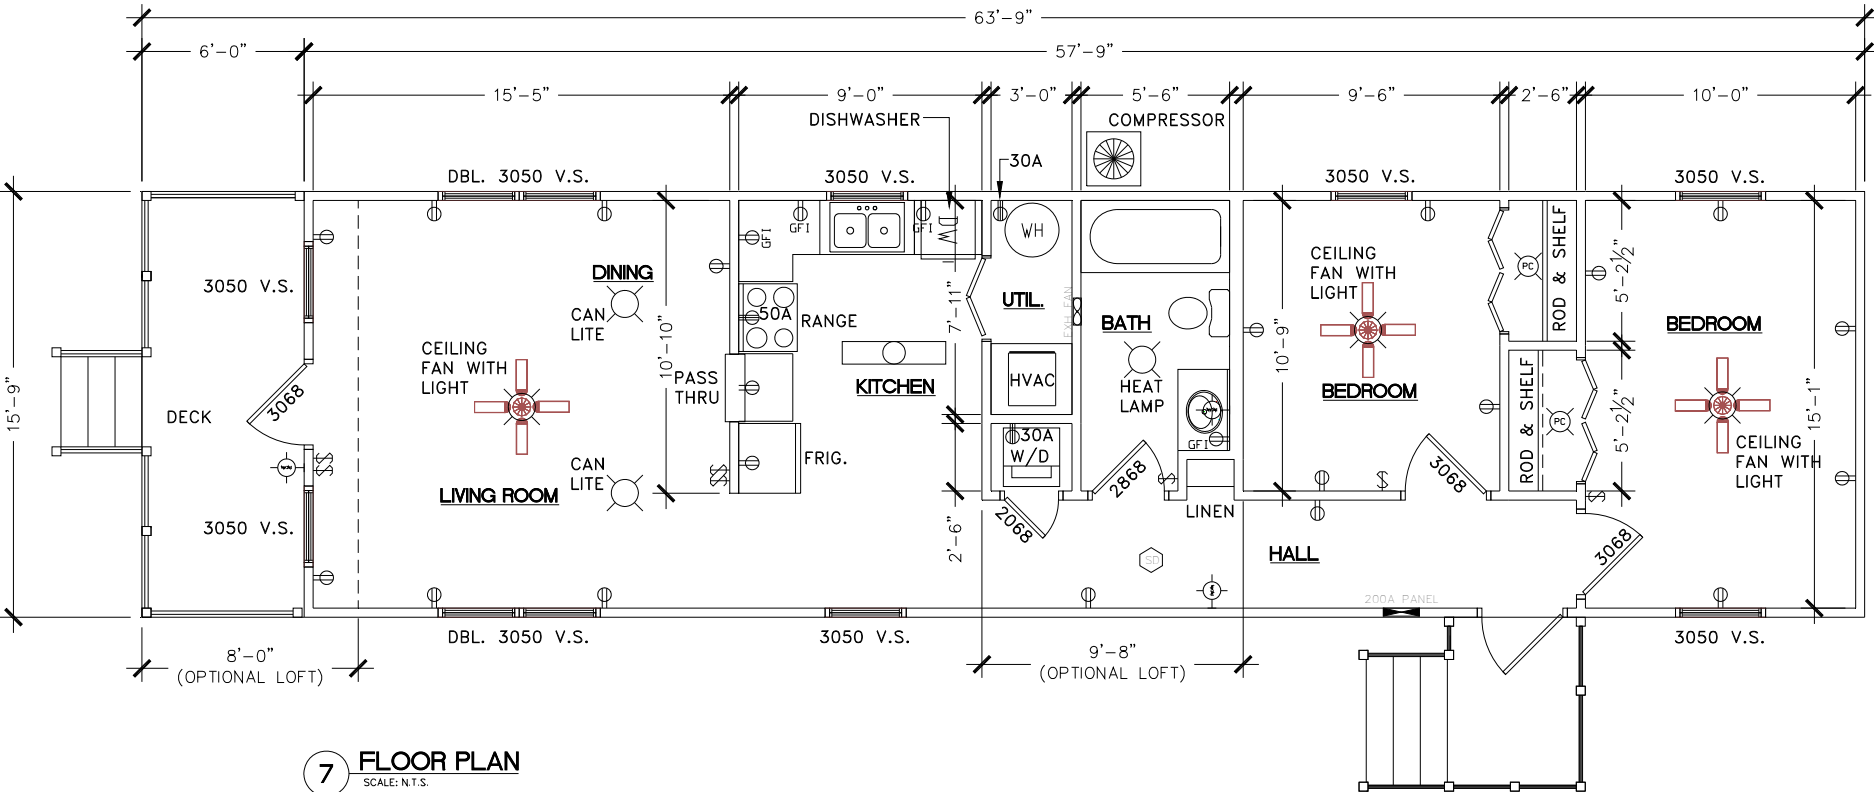 63'-9"
6'-0"
57'-9"
15'-5"
9'-0"
3'-0"
5'-6"
9'-6"
2'-6"
10'-0"
DISHWASHER
COMPRESSOR
30A
DBL. 3050 V.S.
3050 V.S.
3050 V.S.
3050 V.S.
GFI
GFI
GFI
DW
WH
ROD & SHELF
PC
5'-2½"
CEILING
FAN WITH
LIGHT
DINING
3050 V.S.
CAN
LITE
50A
RANGE
7'-11"
UTIL.
EXH FAN
BATH
BEDROOM
15'-9"
CEILING
FAN WITH
LIGHT
10'-10"
PASS
THRU
KITCHEN
HVAC
HEAT
LAMP
10'-9"
BEDROOM
ROD & SHELF
PC
5'-2½"
15'-1"
DECK
3068
GFI
30A
W/D
CEILING
FAN WITH
LIGHT
CAN
LITE
FRIG.
LIVING ROOM
2868
3068
3050 V.S.
2068
LINEN
2'-6"
SD
HALL
3068
200A PANEL
DBL. 3050 V.S.
3050 V.S.
3050 V.S.
8'-0"
(OPTIONAL LOFT)
9'-8"
(OPTIONAL LOFT)
7
FLOOR PLAN
SCALE: N.T.S.